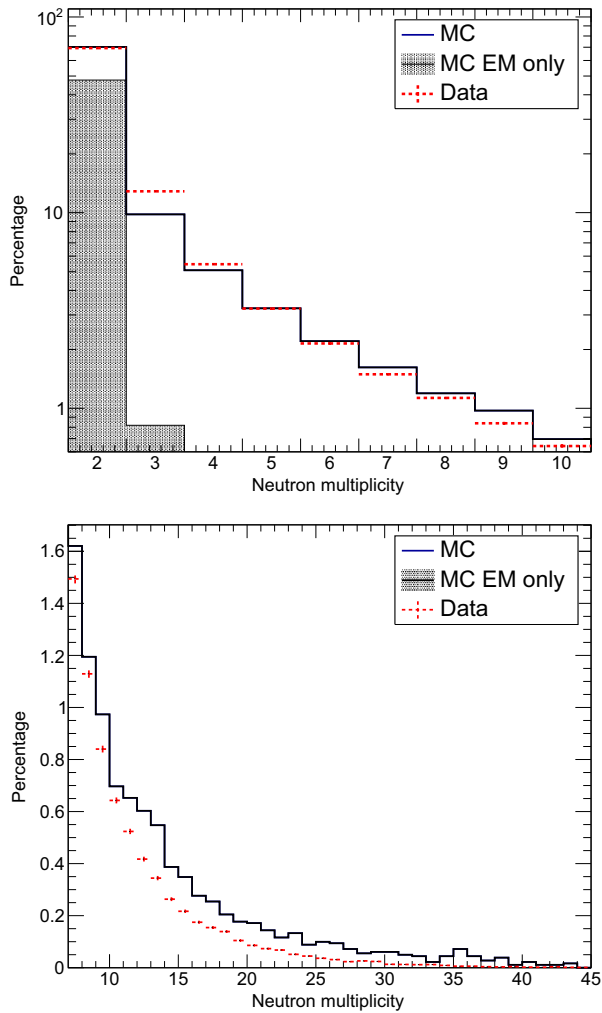 10²
MC
MC EM only
Data
10
1
Percentage
2 3 4 5 6 7 8 9 10
Neutron multiplicity
1.6
MC
MC EM only
Data
1.4
1.2
1
0.8
0.6
0.4
0.2
0
Percentage
10 15 20 25 30 35 40 45
Neutron multiplicity